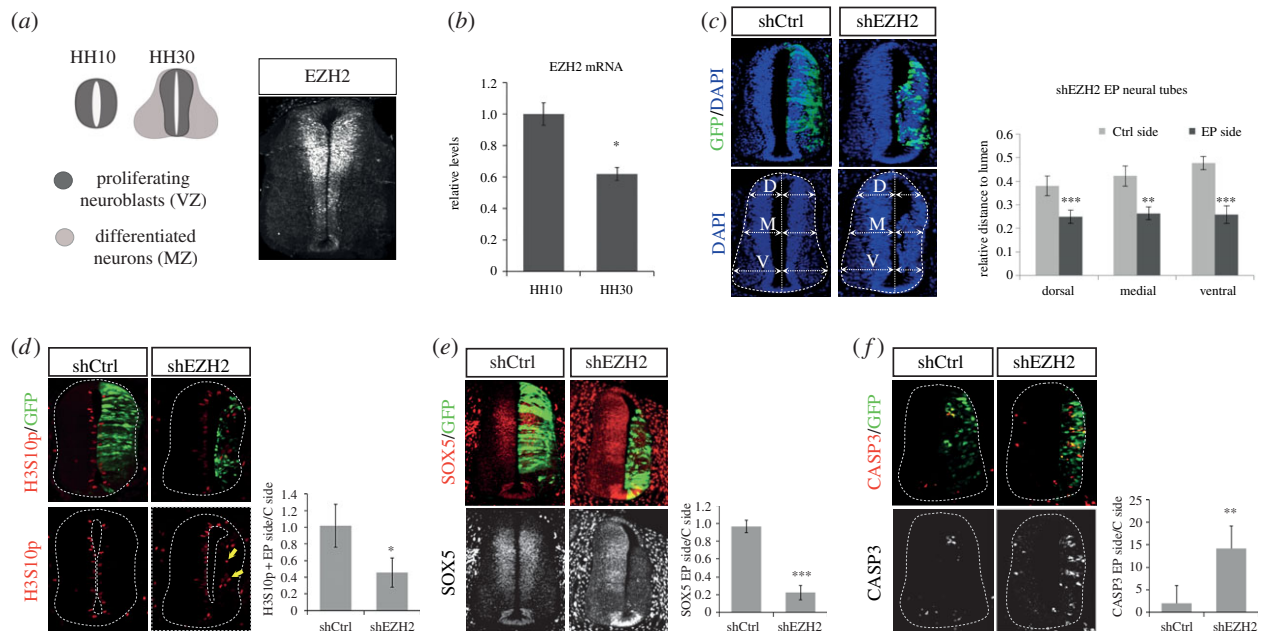 (a)
HH10
HH30
EZH2
proliferating
neuroblasts (VZ)
differentiated
neurons (MZ)
(b)
EZH2 mRNA
relative levels
1.2
1.0
0.8
0.6
0.4
0.2
0
*
HH10
HH30
(c)
shCtrl
shEZH2
GFP/DAPI
DAPI
D
M
V
D
M
V
shEZH2 EP neural tubes
Ctrl side
EP side
relative distance to lumen
0.6
0.5
0.4
0.3
0.2
0.1
0
***
**
***
dorsal
medial
ventral
(d)
shCtrl
shEZH2
H3S10p/GFP
H3S10p
H3S10p + EP side/C side
1.4
1.2
1.0
0.8
0.6
0.4
0.2
0
*
shCtrl
shEZH2
(e)
shCtrl
shEZH2
SOX5/GFP
SOX5
SOX5 EP side/C side
1.2
1.0
0.8
0.6
0.4
0.2
0
***
shCtrl
shEZH2
(f)
shCtrl
shEZH2
CASP3/GFP
CASP3
CASP3 EP side/C side
25
20
15
10
5
0
**
shCtrl
shEZH2